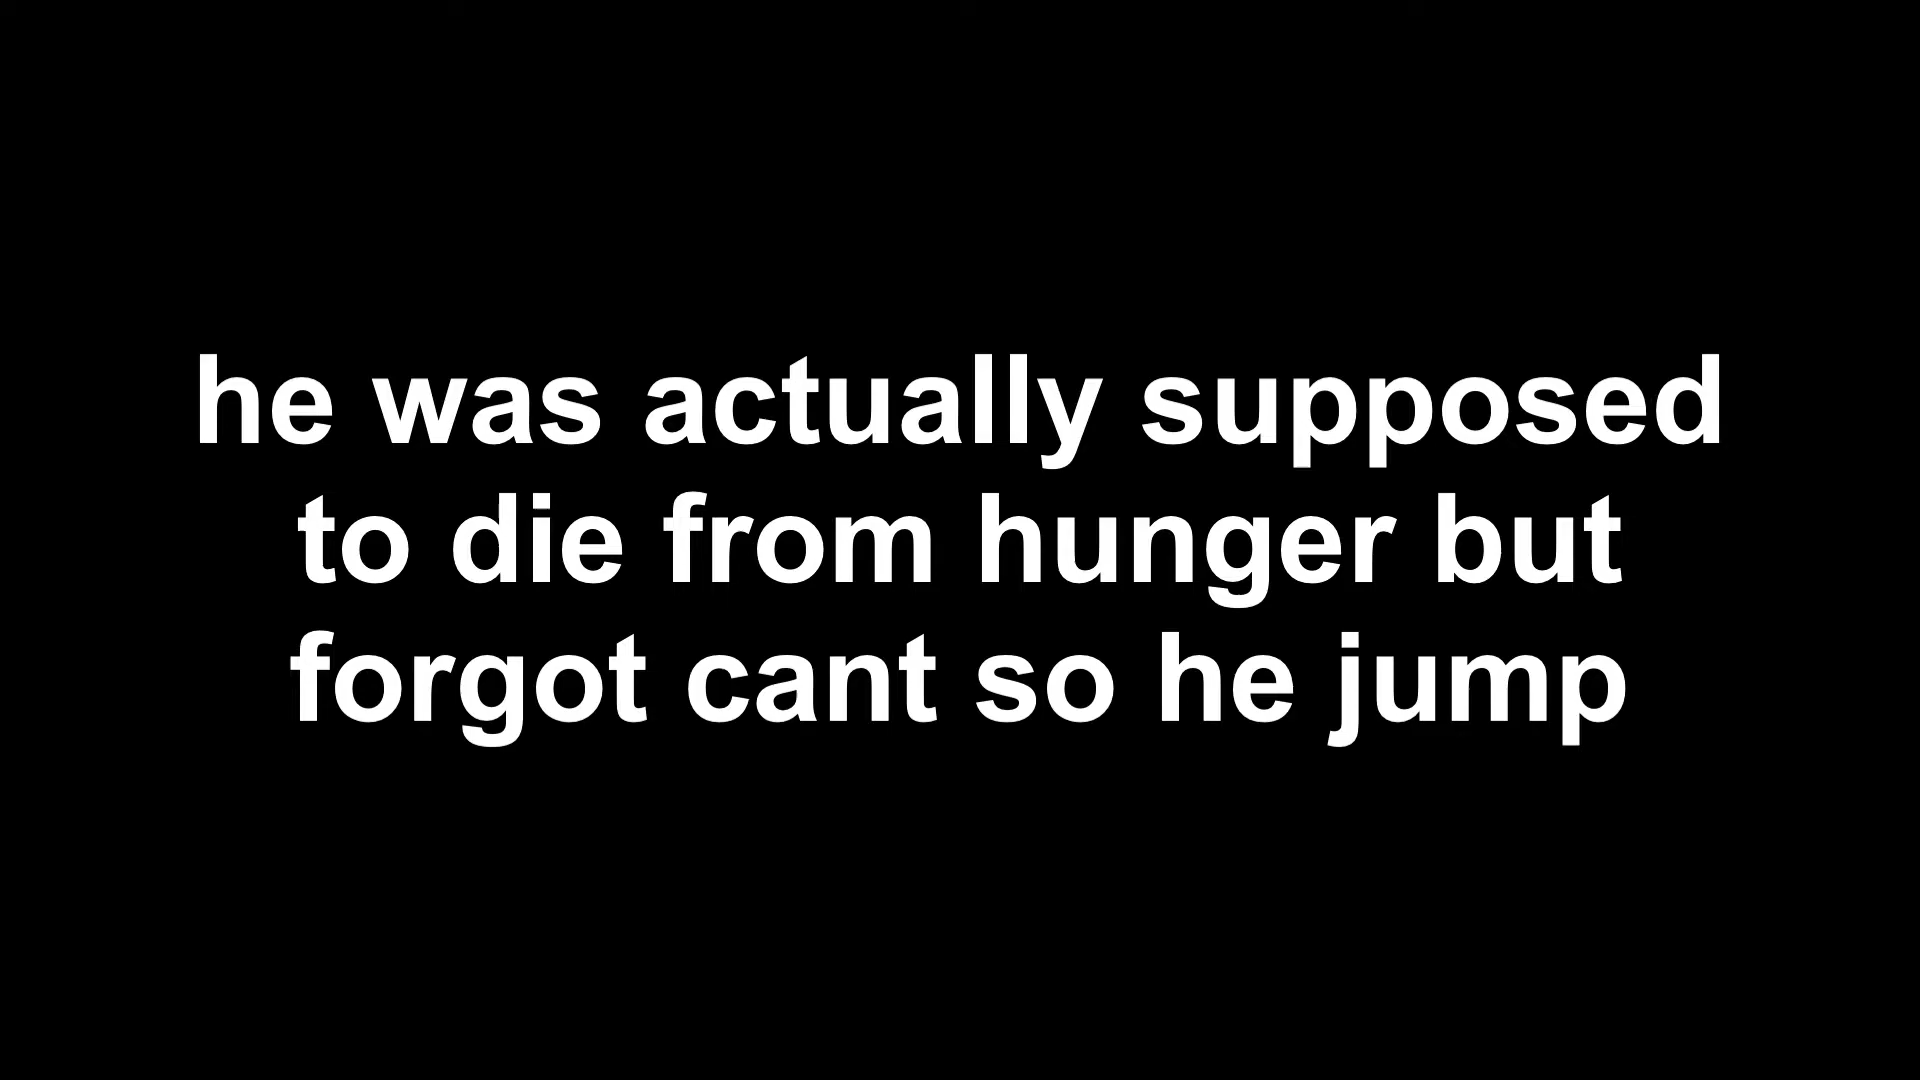 he was actually supposed
to die from hunger but
forgot cant so he jump